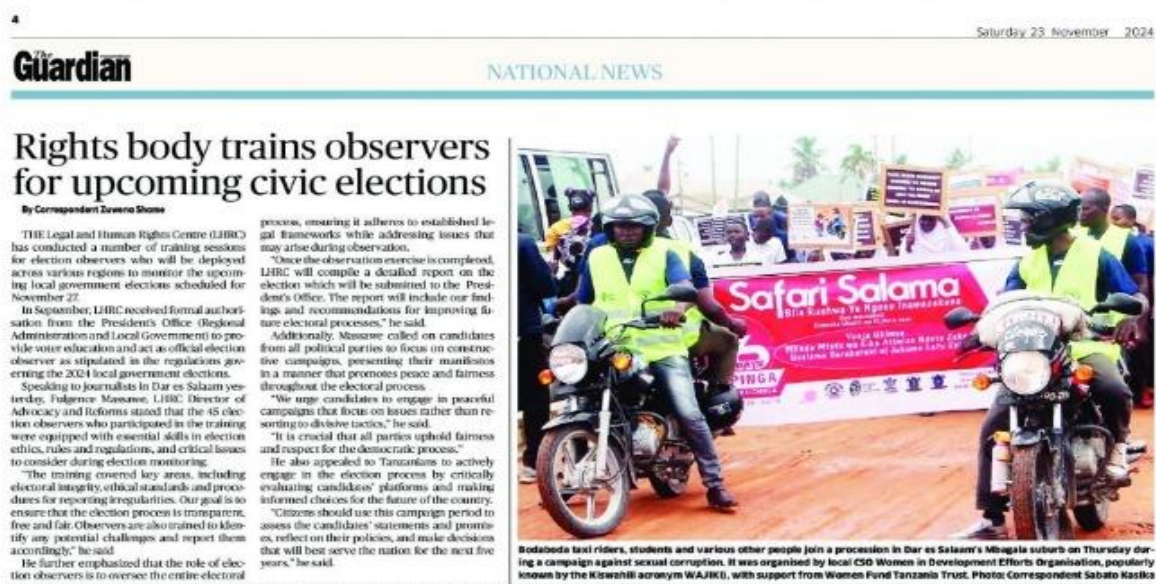 4
Saturday 23 November 2024
The Guardian
NATIONAL NEWS
Rights body trains observers
for upcoming civic elections
By Correspondent Zuwena Shame
THE Legal and Human Rights Centre (LHRC)
has conducted a number of training sessions
for election observers who will be deployed
across various regions to monitor the upcom-
ing local government elections scheduled for
November 27.
In September, LHRC received formal authori-
sation from the President's Office (Regional
Administration and Local Government) to pro-
vide voter education and act as official election
observer as stipulated in the regulations gov-
erning the 2024 local government elections.
Speaking to journalists in Dar es Salaam yes-
terday, Fulgence Massawe, LHRC Director of
Advocacy and Reforms stated that the 45 elec-
tion observers who participated in the training
were equipped with essential skills in election
ethics, rules and regulations, and critical issues
to consider during election monitoring.
"The training covered key areas, including
electoral integrity, ethical standards and proce-
dures for reporting irregularities. Our goal is to
ensure that the election process is transparent,
free and fair. Observers are also trained to iden-
tify any potential challenges and report them
accordingly," he said
He further emphasized that the role of elec-
tion observers is to oversee the entire electoral
process, ensuring it adheres to established le-
gal frameworks while addressing issues that
may arise during observation.
"Once the observation exercise is completed,
LHRC will compile a detailed report on the
election which will be submitted to the Presi-
dent's Office. The report will include our find-
ings and recommendations for improving fu-
ture electoral processes," he said.
Additionally, Massawe called on candidates
from all political parties to focus on construc-
tive campaigns, presenting their manifestos
in a manner that promotes peace and fairness
throughout the electoral process.
"We urge candidates to engage in peaceful
campaigns that focus on issues rather than re-
sorting to divisive tactics," he said.
"It is crucial that all parties uphold fairness
and respect for the democratic process."
He also appealed to Tanzanians to actively
engage in the election process by critically
evaluating candidates' platforms and making
informed choices for the future of the country.
"Citizens should use this campaign period to
assess the candidates' statements and promis-
es, reflect on their policies, and make decisions
that will best serve the nation for the next five
years," he said.
Safari Salama
Bila Rushwa Ya Ngono Inawezekana
PINGA
Bodaboda taxi riders, students and various other people join a procession in Dar es Salaam's Mbagala suburb on Thursday dur-
ing a campaign against sexual corruption. It was organised by local CSO Women in Development Efforts Organisation, popularly
known by the Kiswahili acronym WAJIKI), with support from Women Fund Tanzania Trust. Photo: Correspondent Sabato Kasika